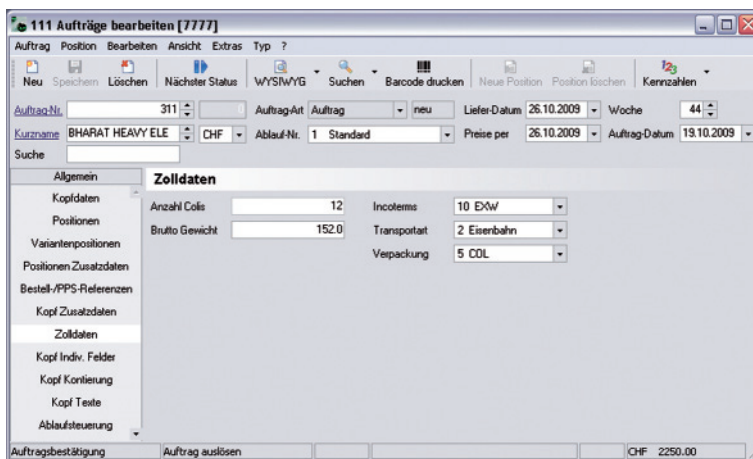 111 Aufträge bearbeiten [7777]
Auftrag Position Bearbeiten Ansicht Extras Typ ?
Neu Speichern Löschen Nächster Status WYSIWYG Suchen Barcode drucken Neue Position Position löschen Kennzahlen
Auftrag-Nr. 311 0 Auftrag-Art Auftrag neu Liefer-Datum 26.10.2009 Woche 44
Kurzname BHARAT HEAVY ELE CHF Ablauf-Nr. 1 Standard Preise per 26.10.2009 Auftrag-Datum 19.10.2009
Suche
Allgemein
Zolldaten
Kopfdaten
Anzahl Colis 12 Incoterms 10 EXW
Positionen
Brutto Gewicht 152.0 Transportart 2 Eisenbahn
Variantenpositionen
Verpackung 5 COL
Positionen Zusatzdaten
Bestell-/PPS-Referenzen
Kopf Zusatzdaten
Zolldaten
Kopf Indiv. Felder
Kopf Kontierung
Kopf Texte
Ablaufsteuerung
Auftragsbestätigung Auftrag auslösen CHF 2250.00